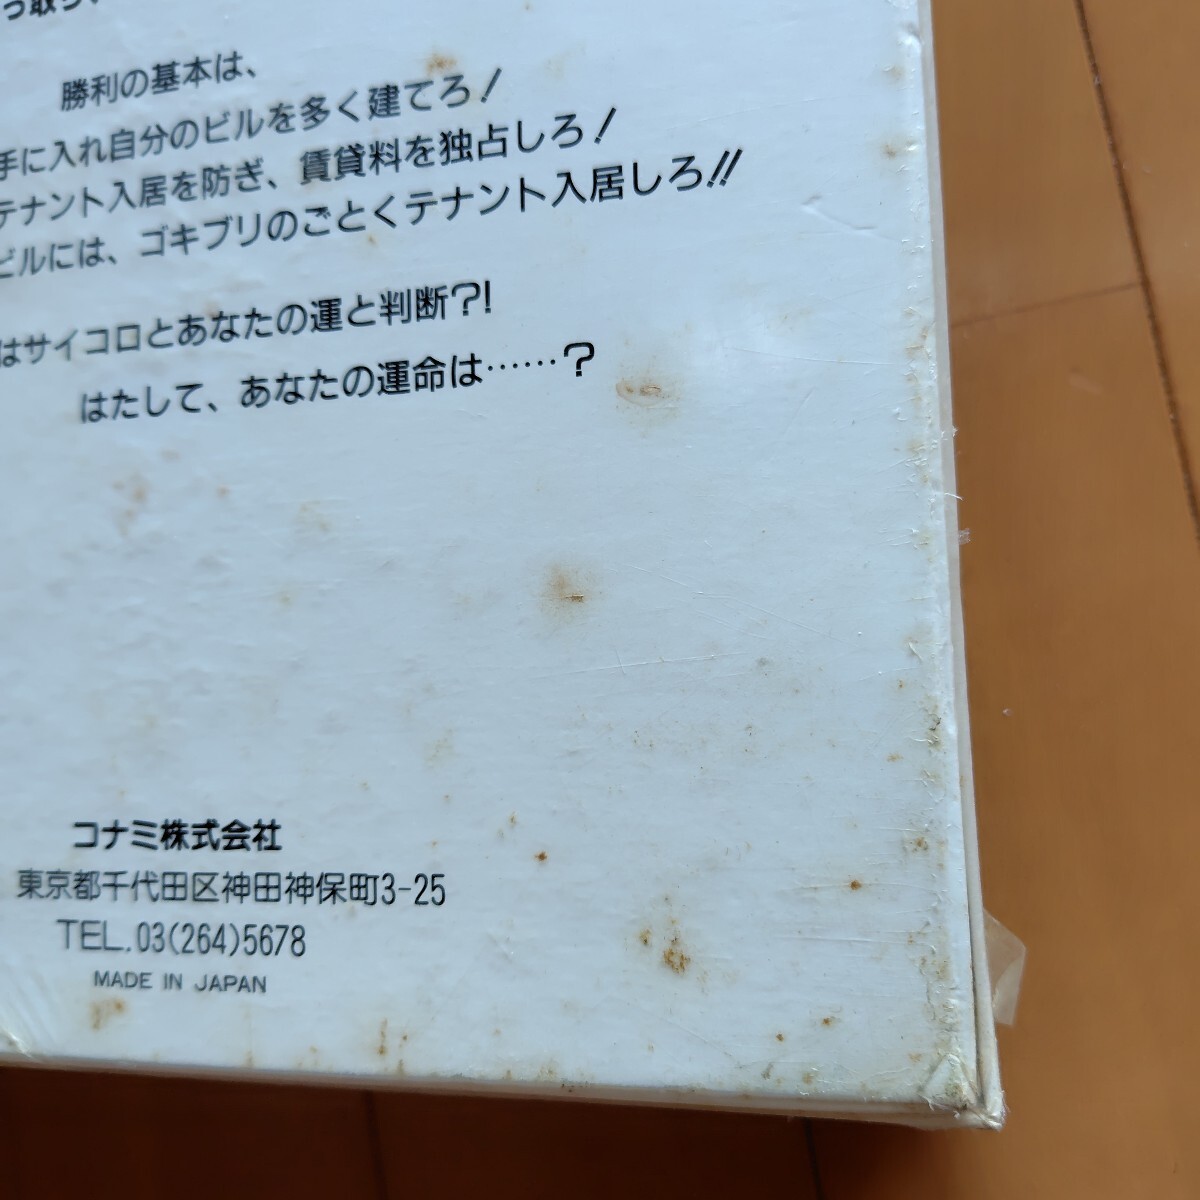 っ取り、
勝利の基本は、
手に入れ自分のビルを多く建てろ!
テナント入居を防ぎ、賃貸料を独占しろ!
ビルには、ゴキブリのごとくテナント入居しろ!!
はサイコロとあなたの運と判断?!
はたして、あなたの運命は……?
コナミ株式会社
東京都千代田区神田神保町3-25
TEL.03(264)5678
MADE IN JAPAN